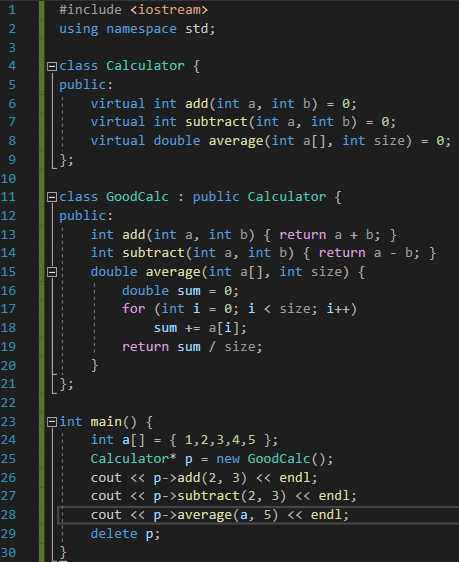 1 #include <iostream>
2 using namespace std;
3
4 class Calculator {
5 public:
6     virtual int add(int a, int b) = 0;
7     virtual int subtract(int a, int b) = 0;
8     virtual double average(int a[], int size) = 0;
9 };
10
11 class GoodCalc : public Calculator {
12 public:
13     int add(int a, int b) { return a + b; }
14     int subtract(int a, int b) { return a - b; }
15     double average(int a[], int size) {
16         double sum = 0;
17         for (int i = 0; i < size; i++)
18             sum += a[i];
19         return sum / size;
20     }
21 };
22
23 int main() {
24     int a[] = { 1,2,3,4,5 };
25     Calculator* p = new GoodCalc();
26     cout << p->add(2, 3) << endl;
27     cout << p->subtract(2, 3) << endl;
28     cout << p->average(a, 5) << endl;
29     delete p;
30 }